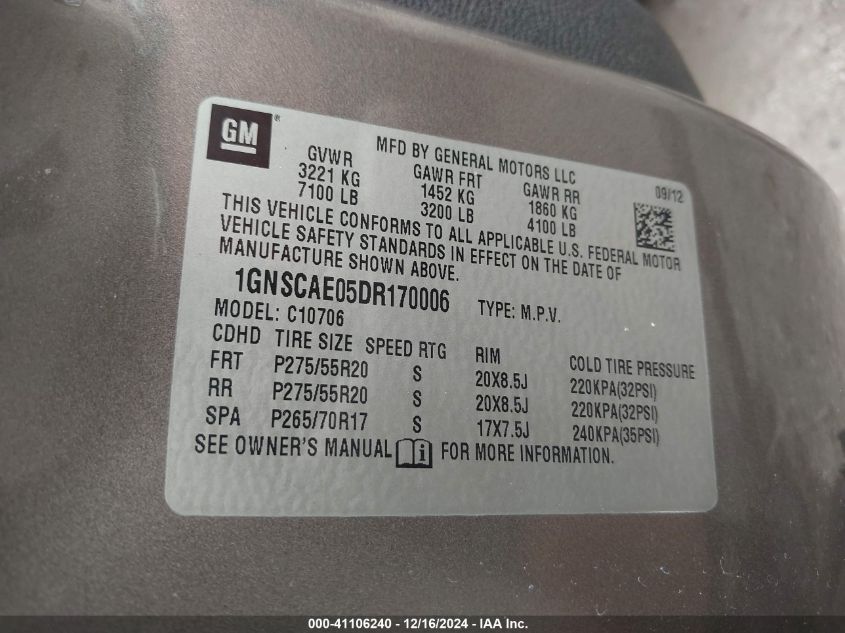 GM ®
MFD BY GENERAL MOTORS LLC
GVWR GAWR FRT GAWR RR 09/12
3221 KG 1452 KG 1860 KG
7100 LB 3200 LB 4100 LB
THIS VEHICLE CONFORMS TO ALL APPLICABLE U.S. FEDERAL MOTOR
VEHICLE SAFETY STANDARDS IN EFFECT ON THE DATE OF
MANUFACTURE SHOWN ABOVE.
1GNSCAE05DR170006 TYPE: M.P.V.
MODEL: C10706
CDHD TIRE SIZE SPEED RTG RIM COLD TIRE PRESSURE
FRT P275/55R20 S 20X8.5J 220KPA(32PSI)
RR P275/55R20 S 20X8.5J 220KPA(32PSI)
SPA P265/70R17 S 17X7.5J 240KPA(35PSI)
SEE OWNER'S MANUAL i FOR MORE INFORMATION.
000-41106240 - 12/16/2024 - IAA Inc.